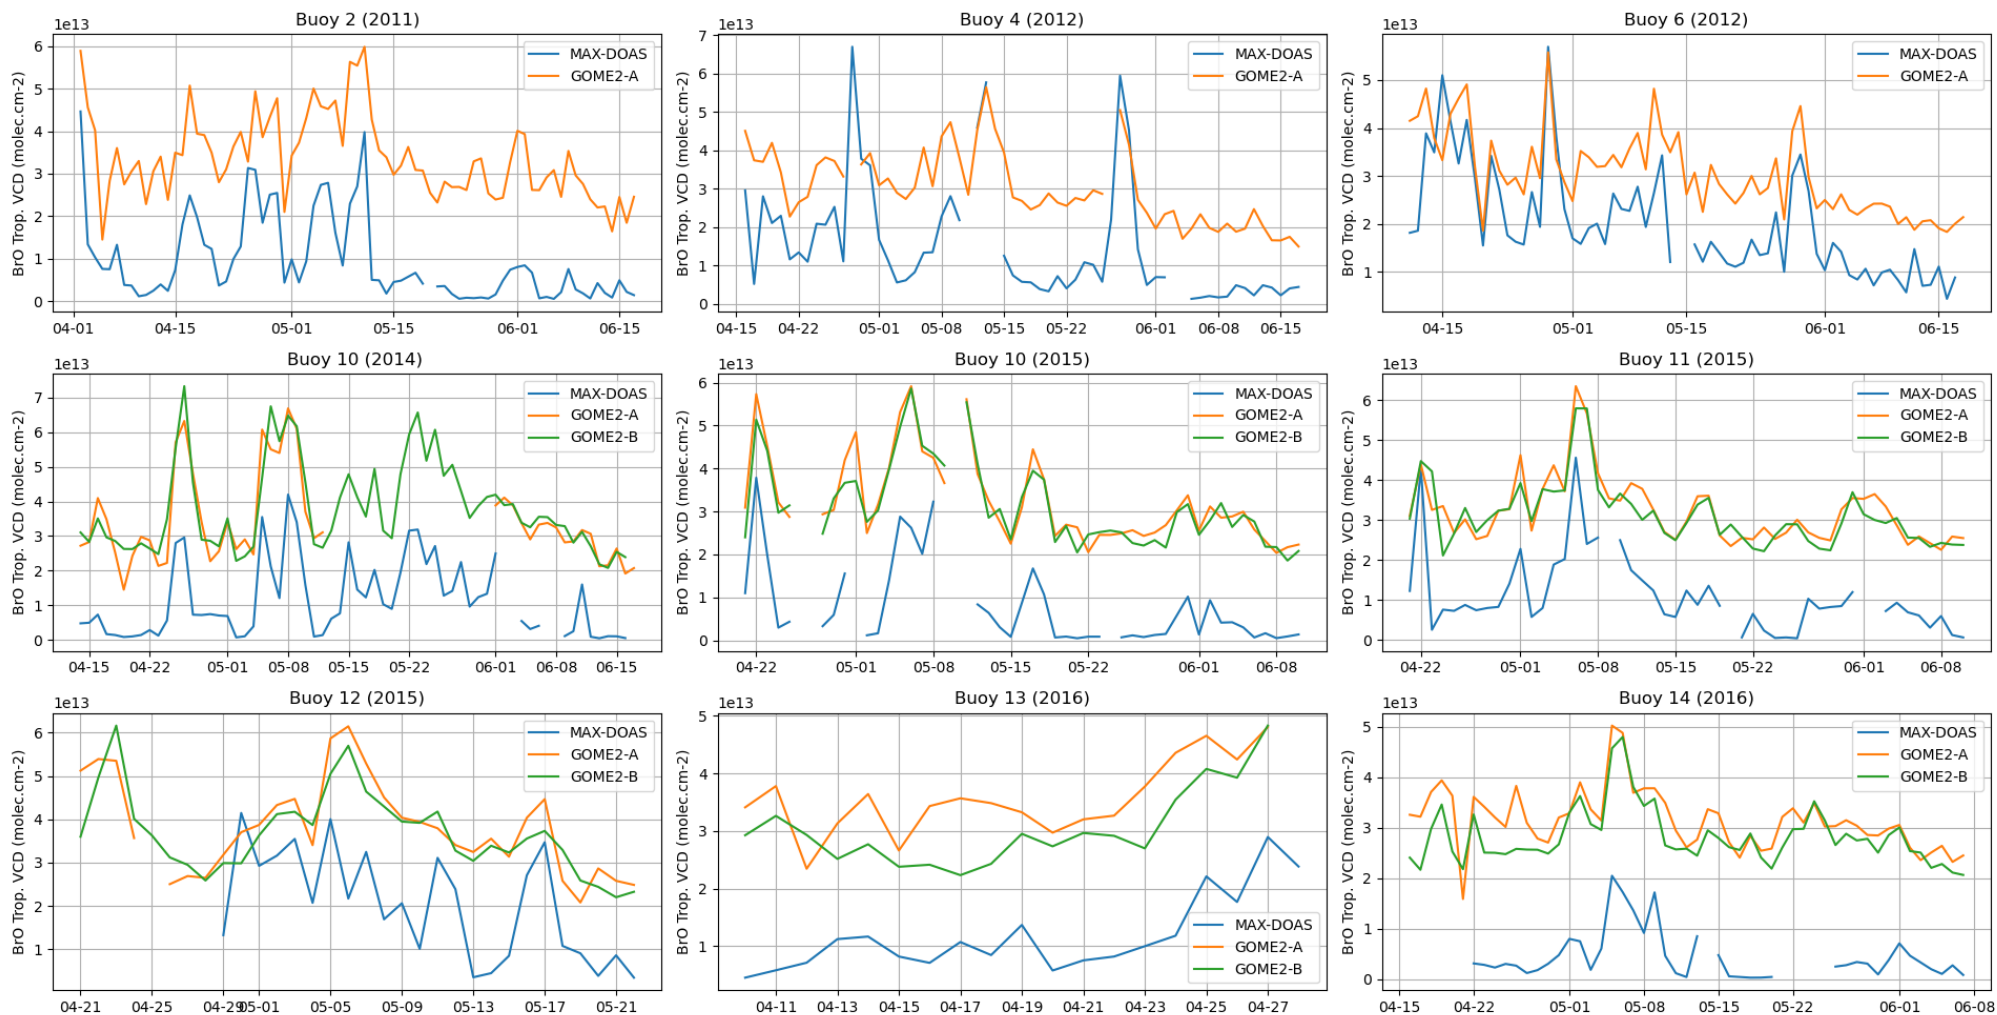 Buoy 2 (2011)
1e13
BrO Trop. VCD (molec.cm-2)
6
5
4
3
2
1
0
MAX-DOAS
GOME2-A
04-01 04-15 05-01 05-15 06-01 06-15
Buoy 4 (2012)
1e13
BrO Trop. VCD (molec.cm-2)
7
6
5
4
3
2
1
0
MAX-DOAS
GOME2-A
04-15 04-22 05-01 05-08 05-15 05-22 06-01 06-08 06-15
Buoy 6 (2012)
1e13
BrO Trop. VCD (molec.cm-2)
5
4
3
2
1
MAX-DOAS
GOME2-A
04-15 05-01 05-15 06-01 06-15
Buoy 10 (2014)
1e13
BrO Trop. VCD (molec.cm-2)
7
6
5
4
3
2
1
0
MAX-DOAS
GOME2-A
GOME2-B
04-15 04-22 05-01 05-08 05-15 05-22 06-01 06-08 06-15
Buoy 10 (2015)
1e13
BrO Trop. VCD (molec.cm-2)
6
5
4
3
2
1
0
MAX-DOAS
GOME2-A
GOME2-B
04-22 05-01 05-08 05-15 05-22 06-01 06-08
Buoy 11 (2015)
1e13
BrO Trop. VCD (molec.cm-2)
6
5
4
3
2
1
0
MAX-DOAS
GOME2-A
GOME2-B
04-22 05-01 05-08 05-15 05-22 06-01 06-08
Buoy 12 (2015)
1e13
BrO Trop. VCD (molec.cm-2)
6
5
4
3
2
1
MAX-DOAS
GOME2-A
GOME2-B
04-21 04-25 04-29 05-01 05-05 05-09 05-13 05-17 05-21
Buoy 13 (2016)
1e13
BrO Trop. VCD (molec.cm-2)
5
4
3
2
1
MAX-DOAS
GOME2-A
GOME2-B
04-11 04-13 04-15 04-17 04-19 04-21 04-23 04-25 04-27
Buoy 14 (2016)
1e13
BrO Trop. VCD (molec.cm-2)
5
4
3
2
1
0
MAX-DOAS
GOME2-A
GOME2-B
04-15 04-22 05-01 05-08 05-15 05-22 06-01 06-08